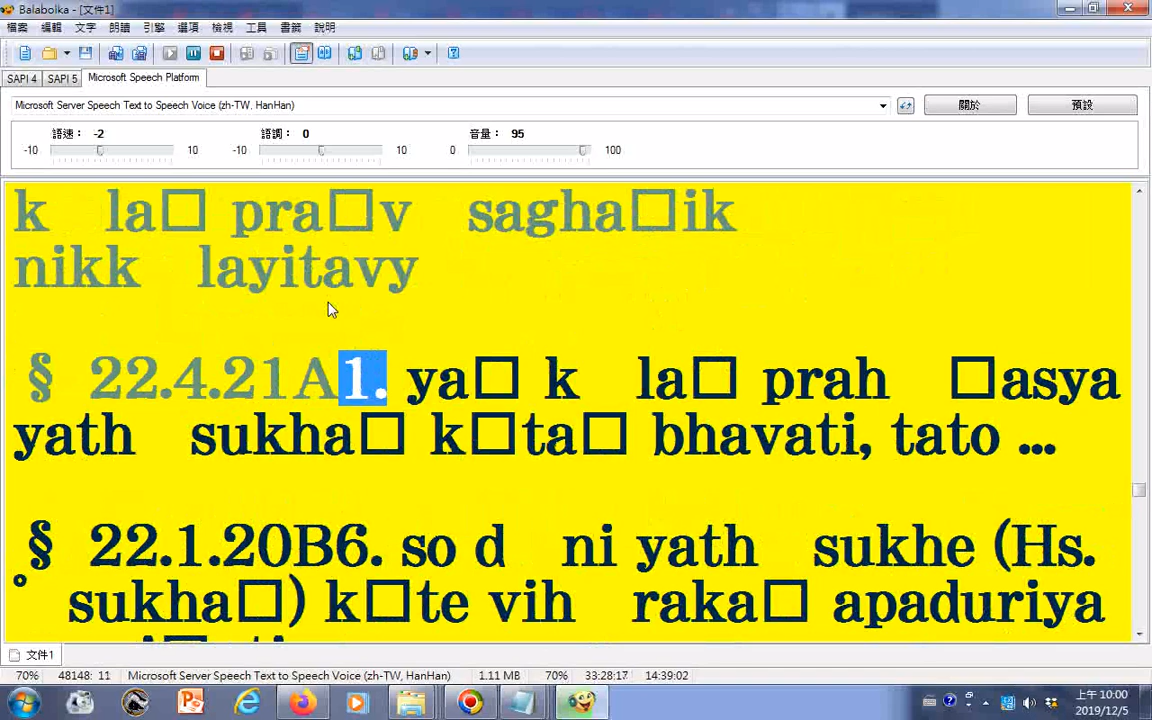 Balabolka - [文件1]
檔案 編輯 文字 朗讀 引擎 選項 檢視 工具 書籤 說明
SAPI 4 SAPI 5 Microsoft Speech Platform
Microsoft Server Speech Text to Speech Voice (zh-TW, HanHan) 關於 預設
語速： -2 語調： 0 音量： 95
-10 10 -10 10 0 100
k la□ pra□v sagha□ik
nikk layitavy
§ 22.4.21A1. ya□ k la□ prah □asya
yath sukha□ k□ta□ bhavati, tato ...
§ 22.1.20B6. so d ni yath sukhe (Hs.
° sukha□) k□te vih raka□ apaduriya
文件1
70% 48148: 11 Microsoft Server Speech Text to Speech Voice (zh-TW, HanHan) 1.11 MB 70% 33:28:17 14:39:02
上午 10:00
2019/12/5